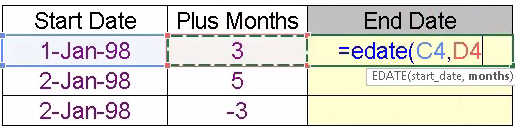 Start Date Plus Months End Date
1-Jan-98 3 =edate(C4,D4
EDATE(start_date, months)
2-Jan-98 5
2-Jan-98 -3